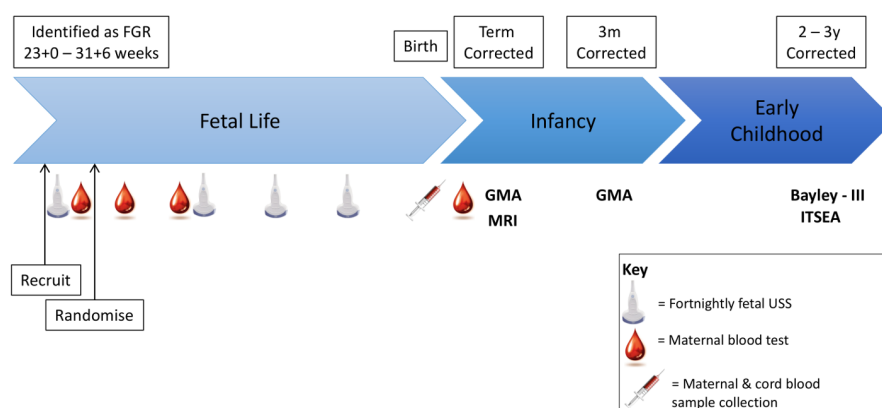 Identified as FGR
23+0 – 31+6 weeks
Birth
Term
Corrected
3m
Corrected
2 – 3y
Corrected
Fetal Life
Infancy
Early
Childhood
GMA
MRI
GMA
Bayley - III
ITSEA
Recruit
Randomise
Key
= Fortnightly fetal USS
= Maternal blood test
= Maternal & cord blood
sample collection